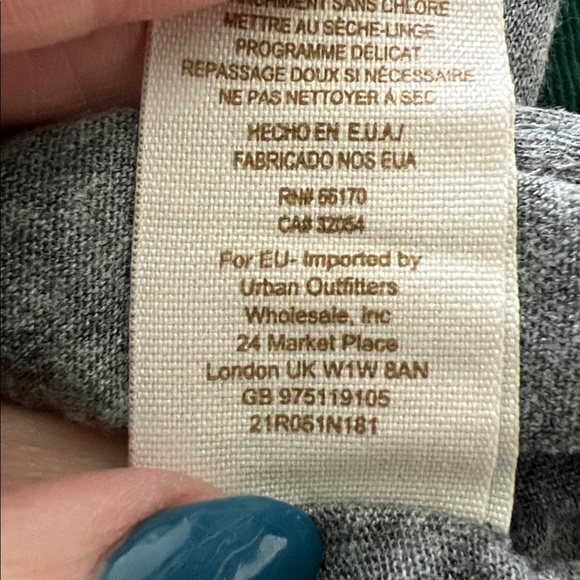 BLANCHIMENT SANS CHLORE
METTRE AU SÈCHE-LINGE
PROGRAMME DÉLICAT
REPASSAGE DOUX SI NÉCESSAIRE
NE PAS NETTOYER À SEC
HECHO EN E.U.A./
FABRICADO NOS EUA
RN# 66170
CA# 32054
For EU- Imported by
Urban Outfitters
Wholesale, Inc
24 Market Place
London UK W1W 8AN
GB 975119105
21R051N181